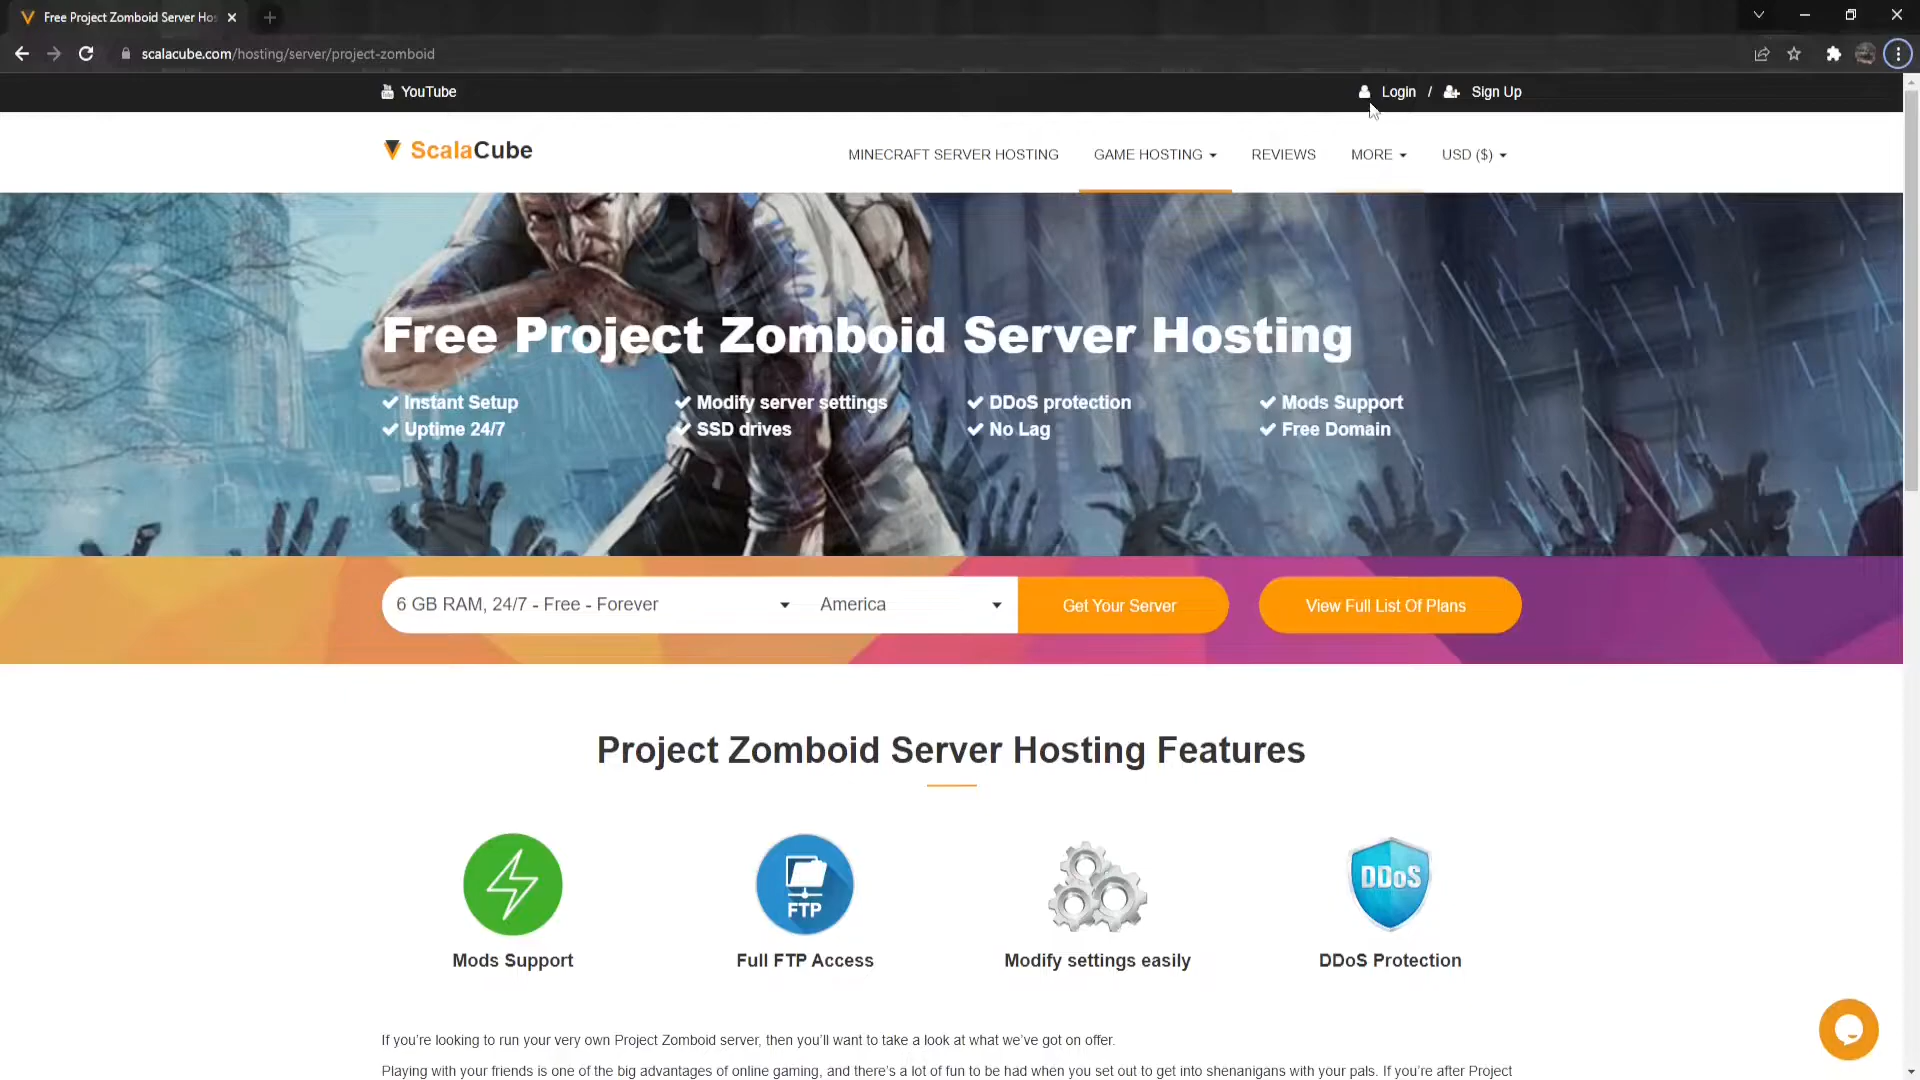 Free Project Zomboid Server Hos
scalacube.com/hosting/server/project-zomboid
YouTube
Login / Sign Up
ScalaCube
MINECRAFT SERVER HOSTING GAME HOSTING REVIEWS MORE USD ($)
Free Project Zomboid Server Hosting
Instant Setup Modify server settings DDoS protection Mods Support
Uptime 24/7 SSD drives No Lag Free Domain
6 GB RAM, 24/7 - Free - Forever America Get Your Server View Full List Of Plans
Project Zomboid Server Hosting Features
FTP
DDoS
Mods Support Full FTP Access Modify settings easily DDoS Protection
If you're looking to run your very own Project Zomboid server, then you'll want to take a look at what we've got on offer.
Playing with your friends is one of the big advantages of online gaming, and there's a lot of fun to be had when you set out to get into shenanigans with your pals. If you're after Project